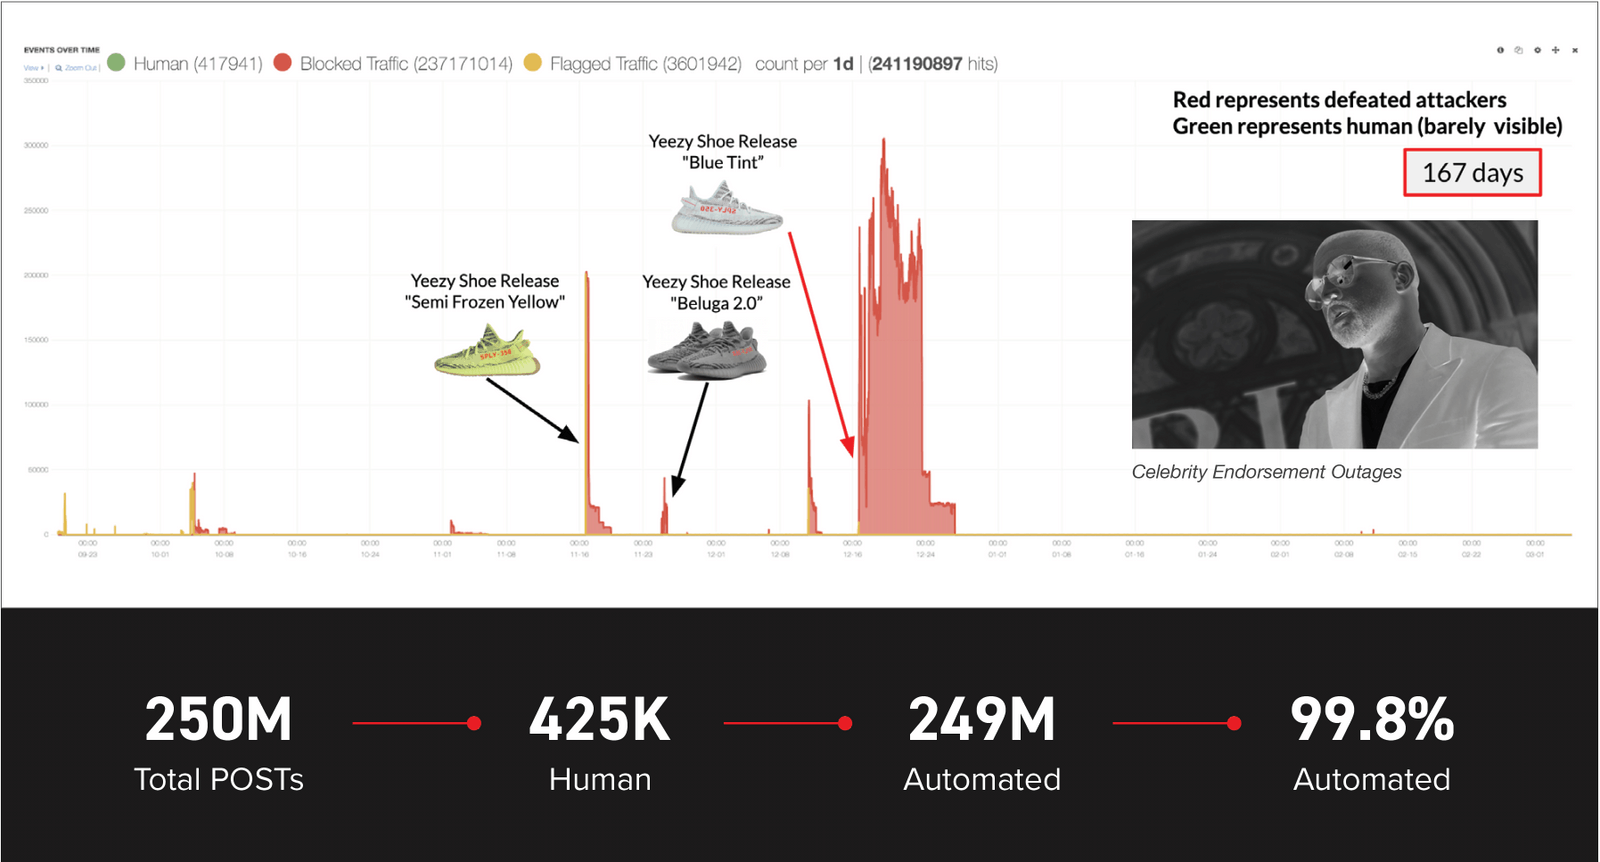 EVENTS OVER TIME
View ▸ | Zoom Out |
Human (417941)
Blocked Traffic (237171014)
Flagged Traffic (3601942)
count per 1d | (241190897 hits)
Red represents defeated attackers
Green represents human (barely visible)
167 days
Yeezy Shoe Release
"Blue Tint”
Yeezy Shoe Release
"Semi Frozen Yellow"
Yeezy Shoe Release
"Beluga 2.0”
SPLY-350
Celebrity Endorsement Outages
350000
300000
250000
200000
150000
100000
50000
0
00:00 00:00 00:00 00:00 00:00 00:00 00:00 00:00 00:00 00:00 00:00 00:00 00:00 00:00 00:00 00:00 00:00 00:00 00:00 00:00 00:00
09-23 10-01 10-08 10-16 10-24 11-01 11-08 11-16 11-23 12-01 12-08 12-16 12-24 01-01 01-08 01-16 01-24 02-01 02-08 02-15 02-22 03-01
250M
Total POSTs
425K
Human
249M
Automated
99.8%
Automated